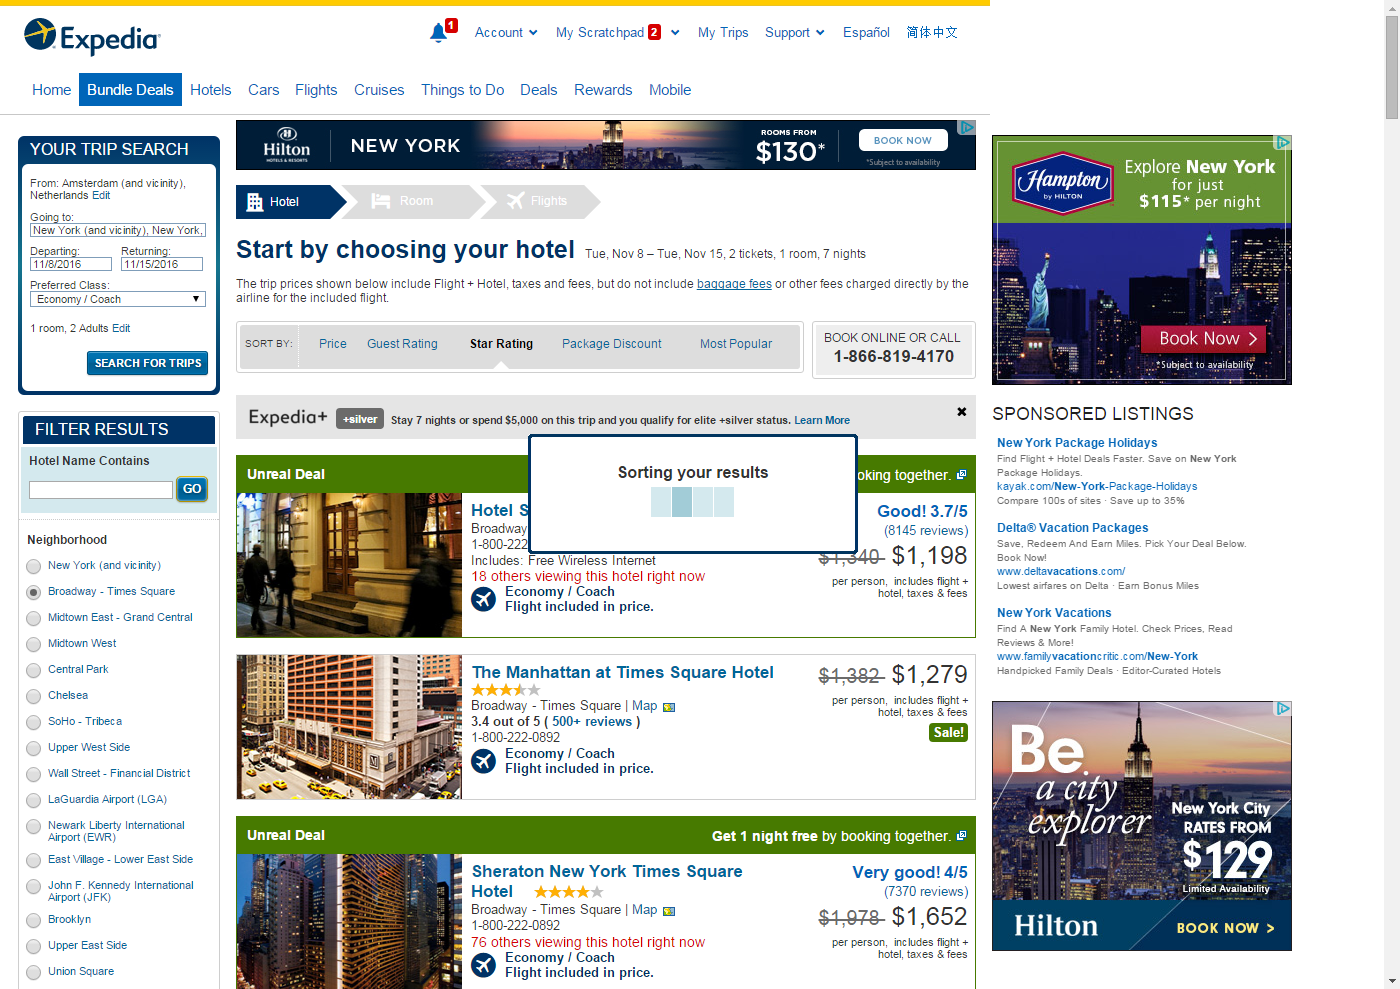 Expedia
1
Account
My Scratchpad 2
My Trips
Support
Español
简体中文
Home
Bundle Deals
Hotels
Cars
Flights
Cruises
Things to Do
Deals
Rewards
Mobile
YOUR TRIP SEARCH
From: Amsterdam (and vicinity),
Netherlands Edit
Going to:
New York (and vicinity), New York,
Departing:
Returning:
11/8/2016
11/15/2016
Preferred Class:
Economy / Coach
1 room, 2 Adults Edit
SEARCH FOR TRIPS
FILTER RESULTS
Hotel Name Contains
GO
Neighborhood
New York (and vicinity)
Broadway - Times Square
Midtown East - Grand Central
Midtown West
Central Park
Chelsea
SoHo - Tribeca
Upper West Side
Wall Street - Financial District
LaGuardia Airport (LGA)
Newark Liberty International
Airport (EWR)
East Village - Lower East Side
John F. Kennedy International
Airport (JFK)
Brooklyn
Upper East Side
Union Square
Hilton
HOTELS & RESORTS
NEW YORK
ROOMS FROM
$130*
BOOK NOW
*Subject to availability
Hotel
Room
Flights
Start by choosing your hotel
Tue, Nov 8 – Tue, Nov 15, 2 tickets, 1 room, 7 nights
The trip prices shown below include Flight + Hotel, taxes and fees, but do not include baggage fees or other fees charged directly by the
airline for the included flight.
SORT BY:
Price
Guest Rating
Star Rating
Package Discount
Most Popular
BOOK ONLINE OR CALL
1-866-819-4170
Expedia+
+silver
Stay 7 nights or spend $5,000 on this trip and you qualify for elite +silver status. Learn More
Sorting your results
Unreal Deal
oking together.
Hotel S
Broadway
1-800-222
Includes: Free Wireless Internet
18 others viewing this hotel right now
Economy / Coach
Flight included in price.
Good! 3.7/5
(8145 reviews)
$1,340 $1,198
per person, includes flight +
hotel, taxes & fees
The Manhattan at Times Square Hotel
Broadway - Times Square | Map
3.4 out of 5 ( 500+ reviews )
1-800-222-0892
Economy / Coach
Flight included in price.
$1,382 $1,279
per person, includes flight +
hotel, taxes & fees
Sale!
Unreal Deal
Get 1 night free by booking together.
Sheraton New York Times Square
Hotel
Broadway - Times Square | Map
1-800-222-0892
76 others viewing this hotel right now
Economy / Coach
Flight included in price.
Very good! 4/5
(7370 reviews)
$1,978 $1,652
per person, includes flight +
hotel, taxes & fees
Hampton
by HILTON
Explore New York
for just
$115* per night
Book Now
*Subject to availability
SPONSORED LISTINGS
New York Package Holidays
Find Flight + Hotel Deals Faster. Save on New York
Package Holidays.
kayak.com/New-York-Package-Holidays
Compare 100s of sites · Save up to 35%
Delta® Vacation Packages
Save, Redeem And Earn Miles. Pick Your Deal Below.
Book Now!
www.deltavacations.com/
Lowest airfares on Delta · Earn Bonus Miles
New York Vacations
Find A New York Family Hotel. Check Prices, Read
Reviews & More!
www.familyvacationcritic.com/New-York
Handpicked Family Deals · Editor-Curated Hotels
Be
a city
explorer
New York City
RATES FROM
$129
Limited Availability
Hilton
BOOK NOW >